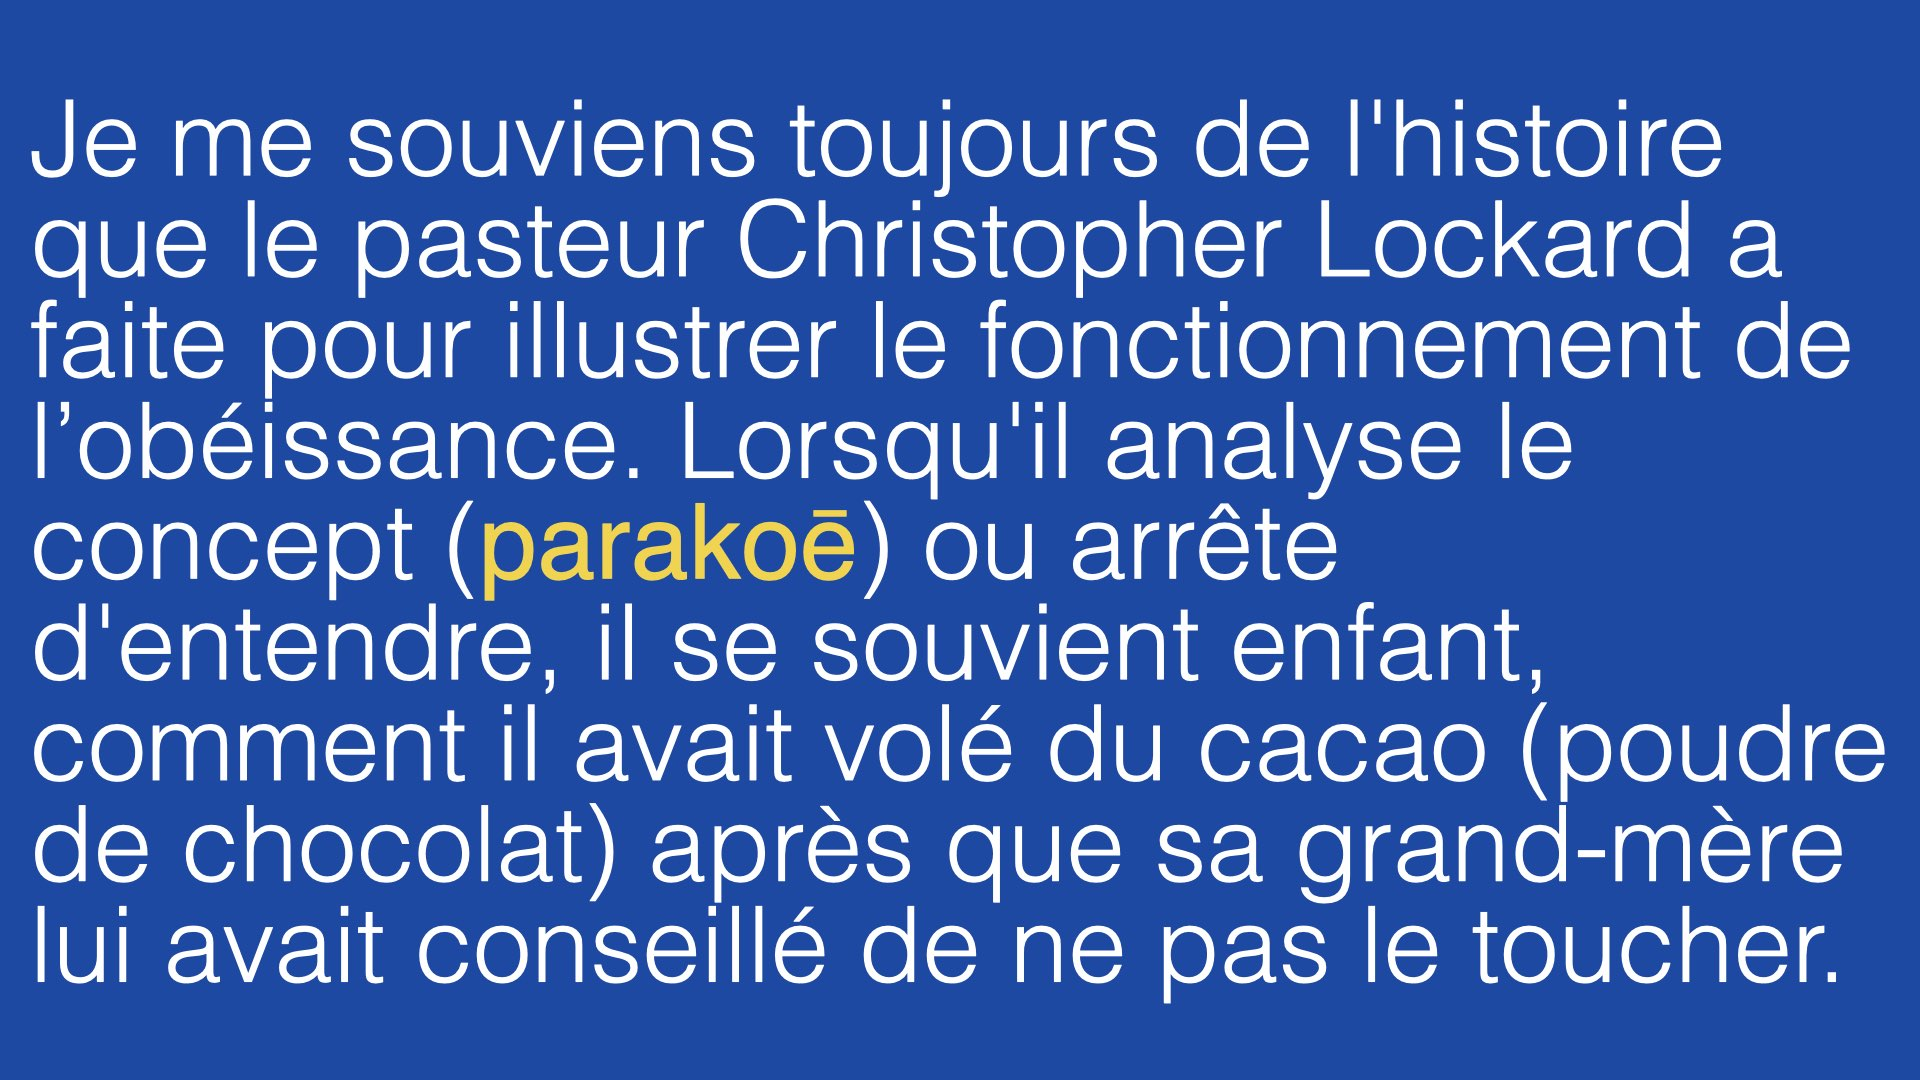 Je me souviens toujours de l'histoire
que le pasteur Christopher Lockard a
faite pour illustrer le fonctionnement de
l’obéissance. Lorsqu'il analyse le
concept (parakoē) ou arrête
d'entendre, il se souvient enfant,
comment il avait volé du cacao (poudre
de chocolat) après que sa grand-mère
lui avait conseillé de ne pas le toucher.